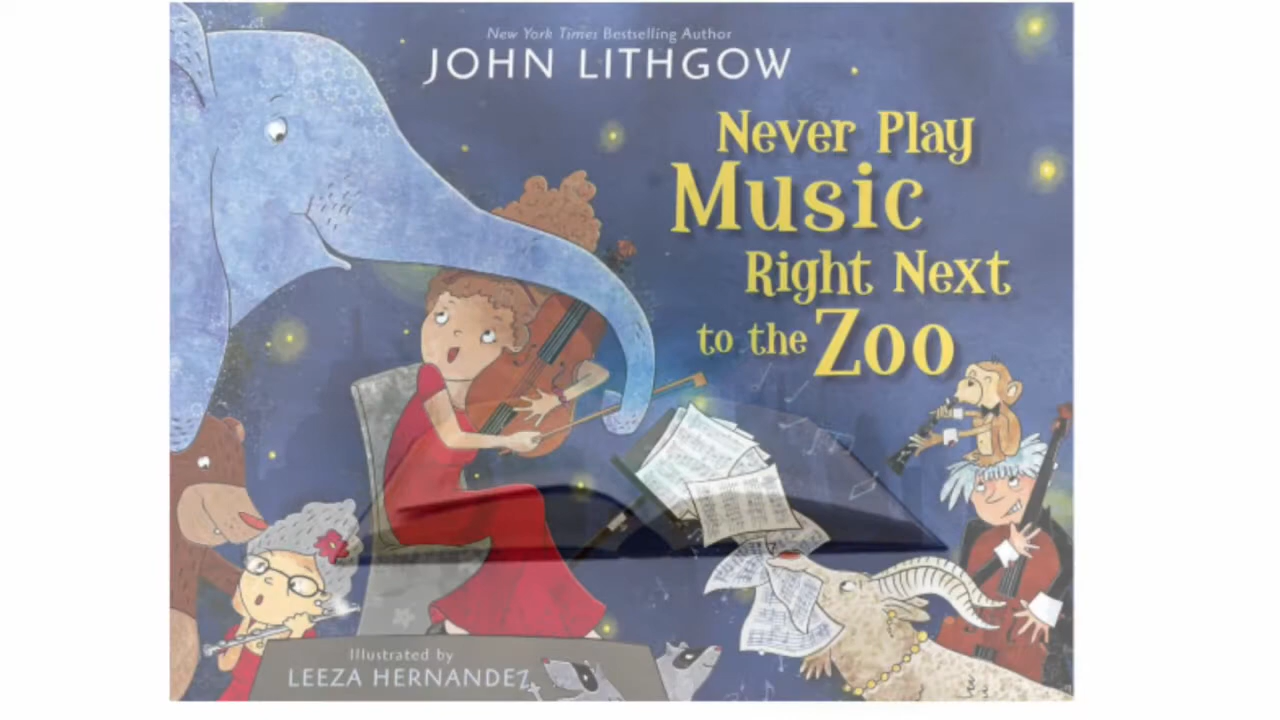 New York Times Bestselling Author
JOHN LITHGOW
Never Play
Music
Right Next
to the Zoo
Illustrated by
LEEZA HERNANDEZ